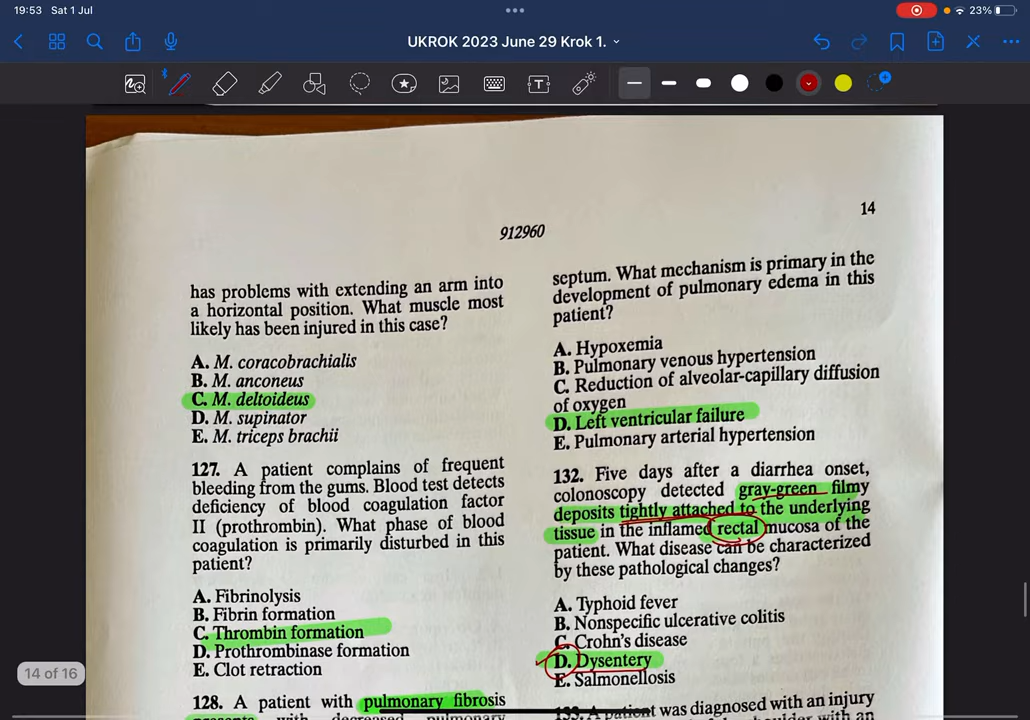 19:53 Sat 1 Jul
23%
UKROK 2023 June 29 Krok 1.
T
14
912960
has problems with extending an arm into
a horizontal position. What muscle most
likely has been injured in this case?
A. M. coracobrachialis
B. M. anconeus
C. M. deltoideus
D. M. supinator
E. M. triceps brachii
127. A patient complains of frequent
bleeding from the gums. Blood test detects
deficiency of blood coagulation factor
II (prothrombin). What phase of blood
coagulation is primarily disturbed in this
patient?
A. Fibrinolysis
B. Fibrin formation
C. Thrombin formation
D. Prothrombinase formation
E. Clot retraction
128. A patient with pulmonary fibrosis
presents with decreased pulmonary
septum. What mechanism is primary in the
development of pulmonary edema in this
patient?
A. Hypoxemia
B. Pulmonary venous hypertension
C. Reduction of alveolar-capillary diffusion
of oxygen
D. Left ventricular failure
E. Pulmonary arterial hypertension
132. Five days after a diarrhea onset,
colonoscopy detected gray-green filmy
deposits tightly attached to the underlying
tissue in the inflamed rectal mucosa of the
patient. What disease can be characterized
by these pathological changes?
A. Typhoid fever
B. Nonspecific ulcerative colitis
C. Crohn's disease
D. Dysentery
E. Salmonellosis
133. A patient was diagnosed with an injury
shoulder with an
14 of 16